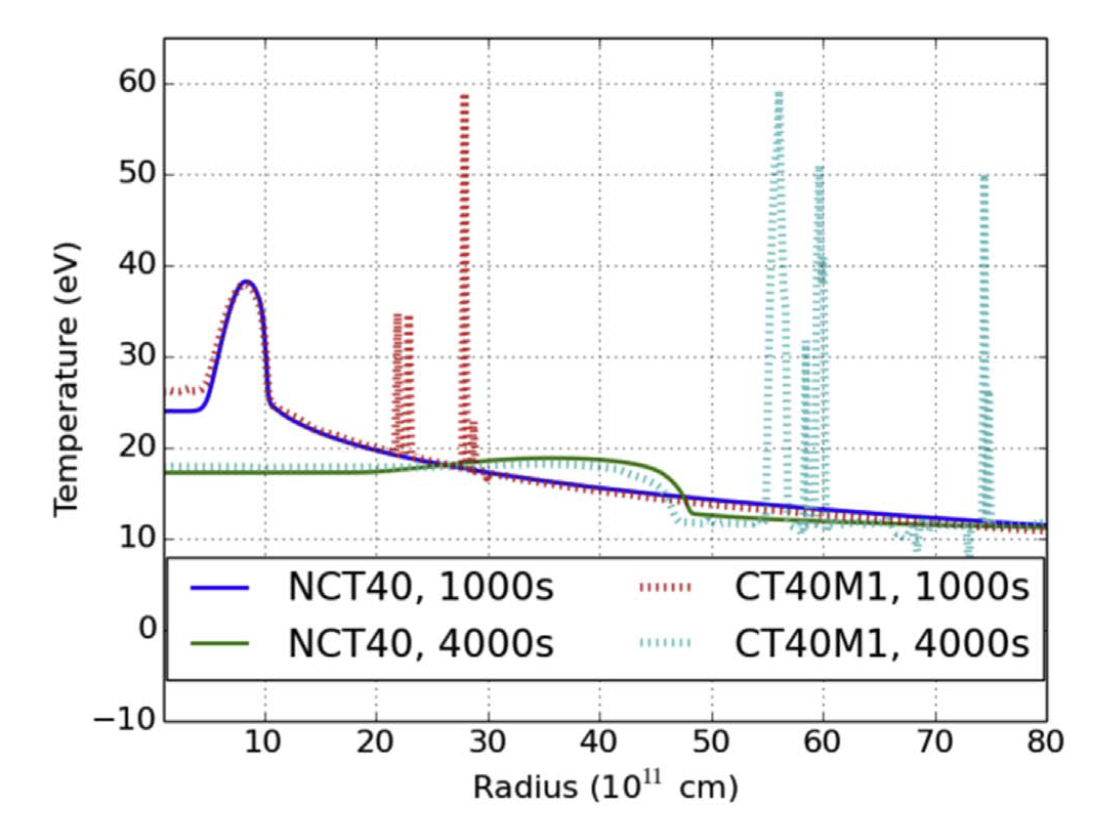 60
50
40
30
20
10
0
−10
Temperature (eV)
NCT40, 1000s
CT40M1, 1000s
NCT40, 4000s
CT40M1, 4000s
10 20 30 40 50 60 70 80
Radius (10¹¹ cm)